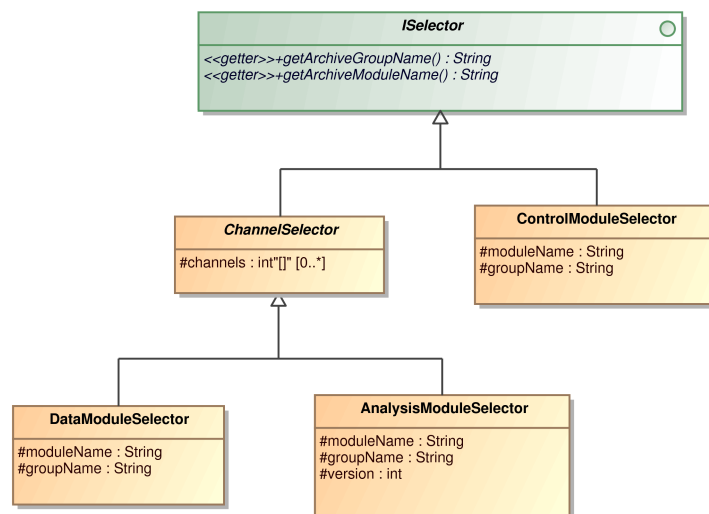 ISelector
<<getter>>+getArchiveGroupName() : String
<<getter>>+getArchiveModuleName() : String
ChannelSelector
#channels : int"[]" [0..*]
ControlModuleSelector
#moduleName : String
#groupName : String
DataModuleSelector
#moduleName : String
#groupName : String
AnalysisModuleSelector
#moduleName : String
#groupName : String
#version : int